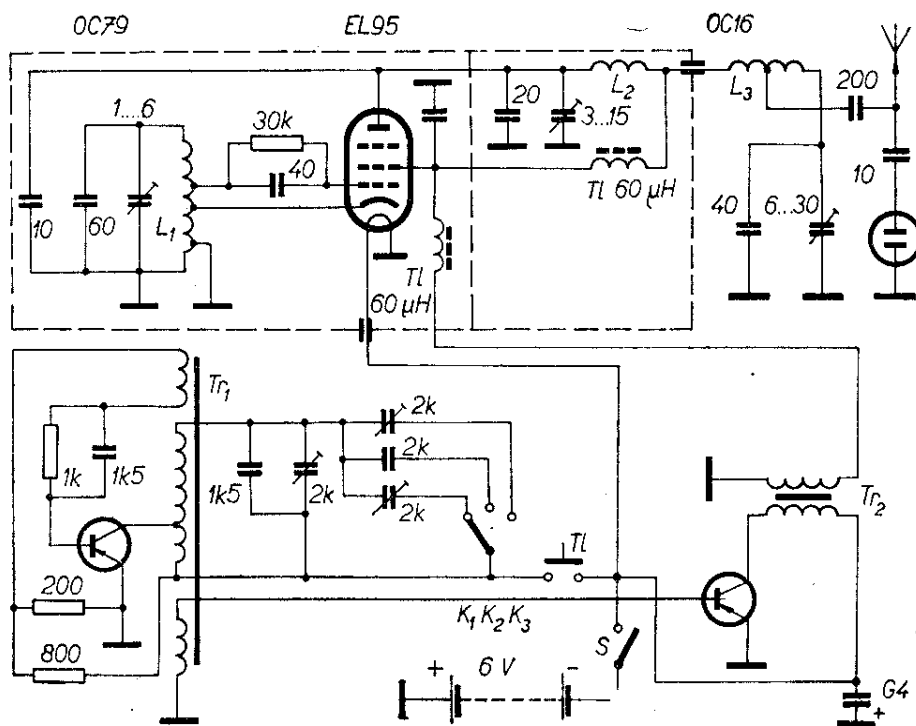 OC79 EL95 OC16
1....6
30k
40
10
60
L₁
20
3...15
L₂
Tl 60 µH
L₃
200
10
40
6...30
Tl
60 µH
Tr₁
1k
1k5
200
800
1k5
2k
2k
2k
2k
Tl
K₁ K₂ K₃
S
+ 6 V -
Tr₂
G4
+